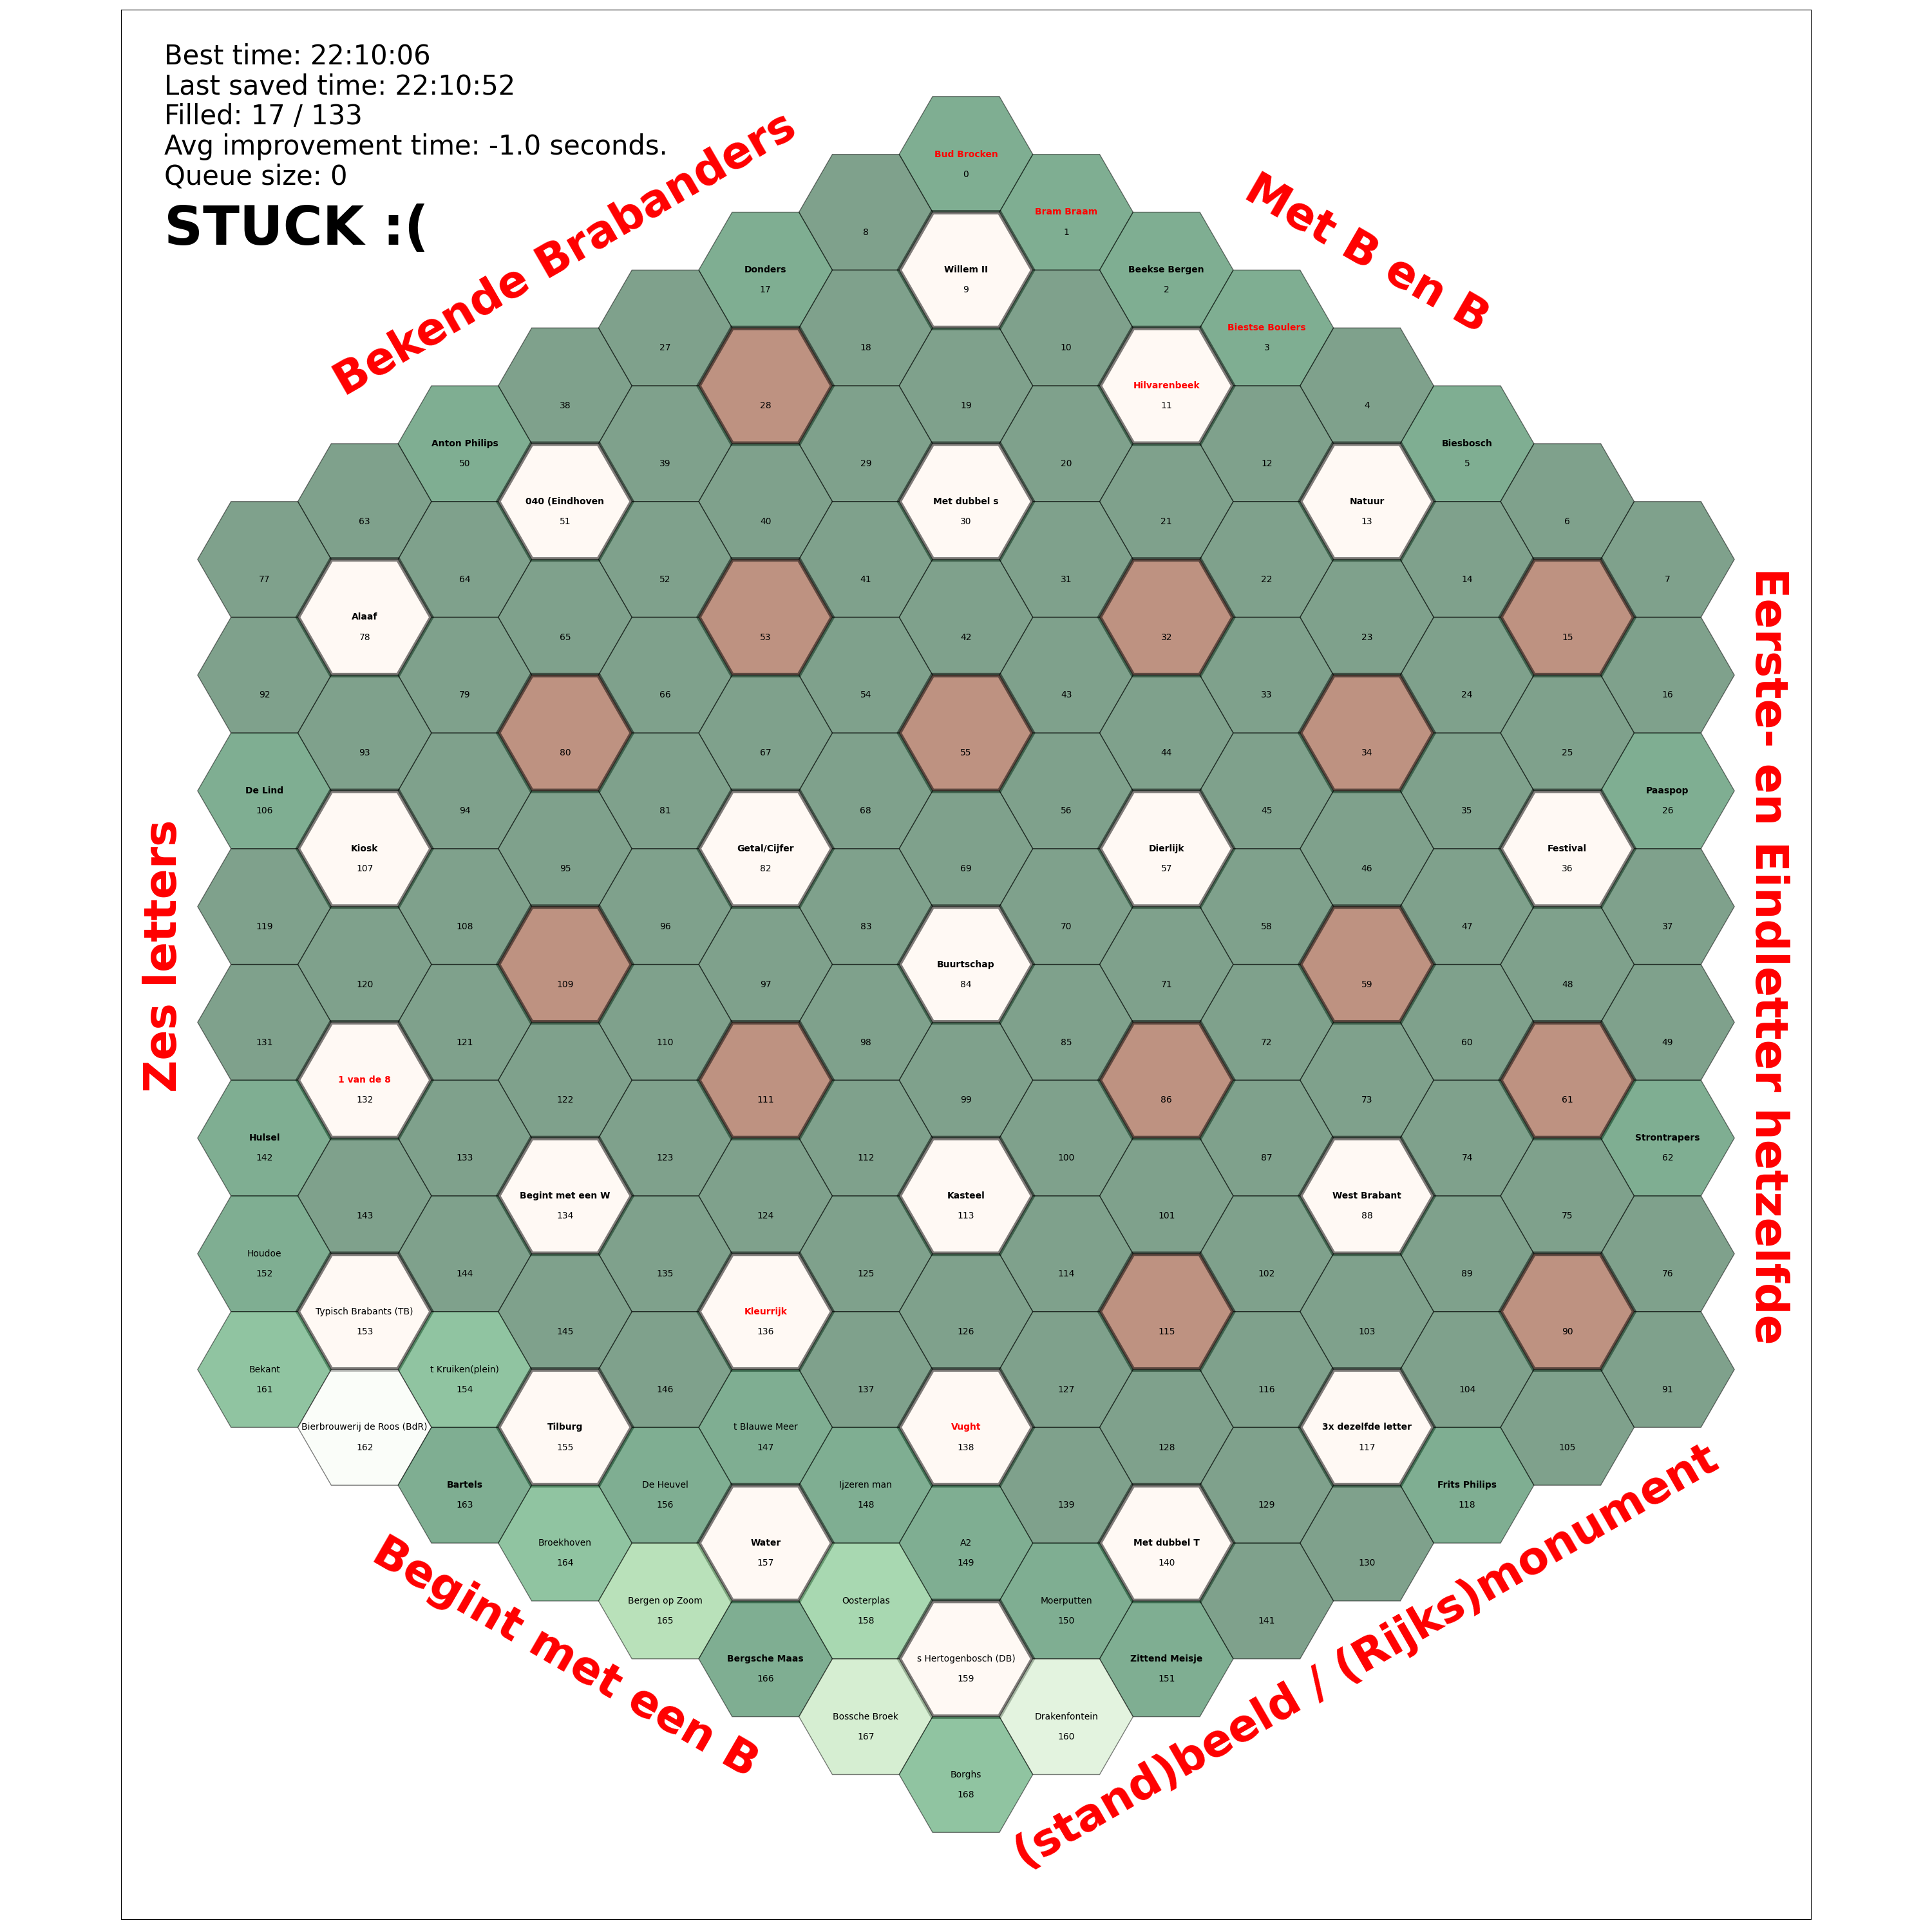 Best time: 22:10:06
Last saved time: 22:10:52
Filled: 17 / 133
Avg improvement time: -1.0 seconds.
Queue size: 0
STUCK :(
Bekende Brabanders
Met B en B
Eerste- en Eindletter hetzelfde
Zes letters
Begint met een B
(stand)beeld / (Rijks)monument
Bud Brocken
0
Bram Braam
1
8
Willem II
9
Beekse Bergen
2
Donders
17
Biestse Boulers
3
18
10
27
Hilvarenbeek
11
4
38
28
19
12
Biesbosch
5
Anton Philips
50
39
29
20
040 (Eindhoven
51
Met dubbel s
30
Natuur
13
6
63
40
21
77
64
52
41
31
22
14
7
Alaaf
78
65
53
42
32
23
15
92
79
66
54
43
33
24
16
93
80
67
55
44
34
25
De Lind
106
94
81
68
56
45
35
Paaspop
26
Kiosk
107
95
Getal/Cijfer
82
69
Dierlijk
57
46
Festival
36
119
108
96
83
70
58
47
37
120
109
97
Buurtschap
84
71
59
48
131
121
110
98
85
72
60
49
1 van de 8
132
122
111
99
86
73
61
Hulsel
142
133
123
112
100
87
74
Strontrapers
62
143
Begint met een W
134
124
Kasteel
113
101
West Brabant
88
75
Houdoe
152
144
135
125
114
102
89
76
Typisch Brabants (TB)
153
145
Kleurrijk
136
126
115
103
90
Bekant
161
t Kruiken(plein)
154
146
137
127
116
104
91
Bierbrouwerij de Roos (BdR)
162
Tilburg
155
t Blauwe Meer
147
Vught
138
128
3x dezelfde letter
117
105
Bartels
163
De Heuvel
156
Ijzeren man
148
139
129
Frits Philips
118
Broekhoven
164
Water
157
A2
149
Met dubbel T
140
130
Bergen op Zoom
165
Oosterplas
158
Moerputten
150
141
Bergsche Maas
166
s Hertogenbosch (DB)
159
Zittend Meisje
151
Bossche Broek
167
Drakenfontein
160
Borghs
168